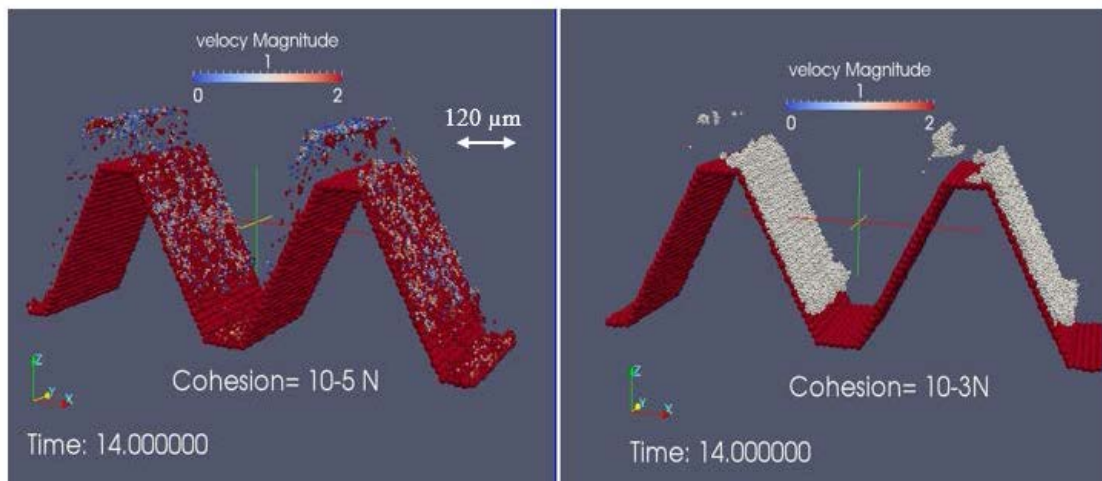 velocy Magnitude
1
0 2
120 µm
Z
Y
X
Cohesion= 10-5 N
Time: 14.000000
velocy Magnitude
1
0 2
Z
Y
X
Cohesion= 10-3N
Time: 14.000000